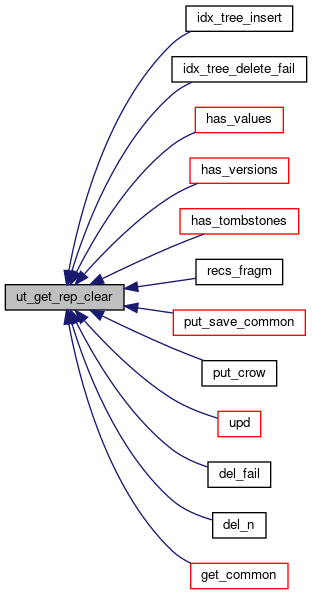 idx_tree_insert
idx_tree_delete_fail
has_values
has_versions
has_tombstones
recs_fragm
ut_get_rep_clear
put_save_common
put_crow
upd
del_fail
del_n
get_common